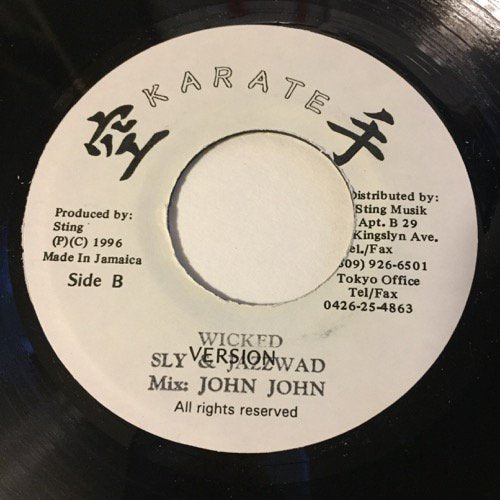 KARATE
空手
Produced by:
Sting
(P)(C) 1996
Made In Jamaica
Side B
Distributed by:
Sting Musik
Apt. B 29
Kingslyn Ave.
Tel./Fax
809) 926-6501
Tokyo Office
Tel/Fax
0426-25-4863
WICKED
VERSION
SLY & JAZZWAD
Mix: JOHN JOHN
All rights reserved